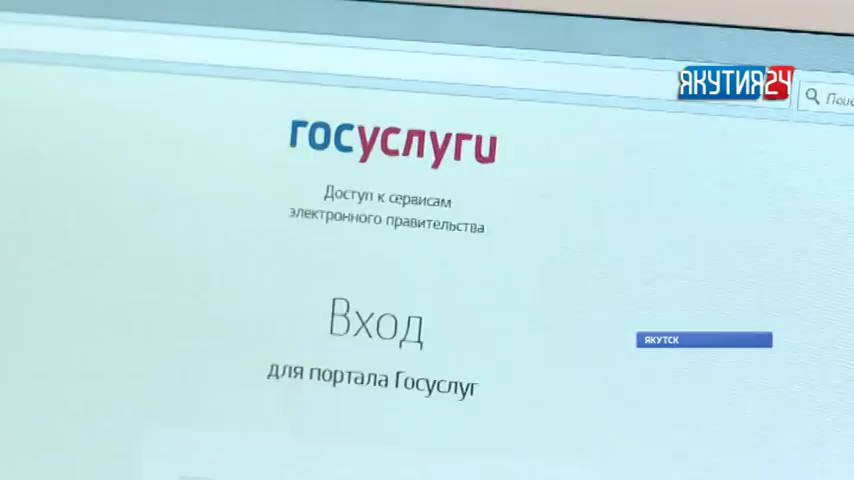 ЯКУТИЯ24
госуслуги
Доступ к сервисам
электронного правительства
Вход
ЯКУТСК
для портала Госуслуг